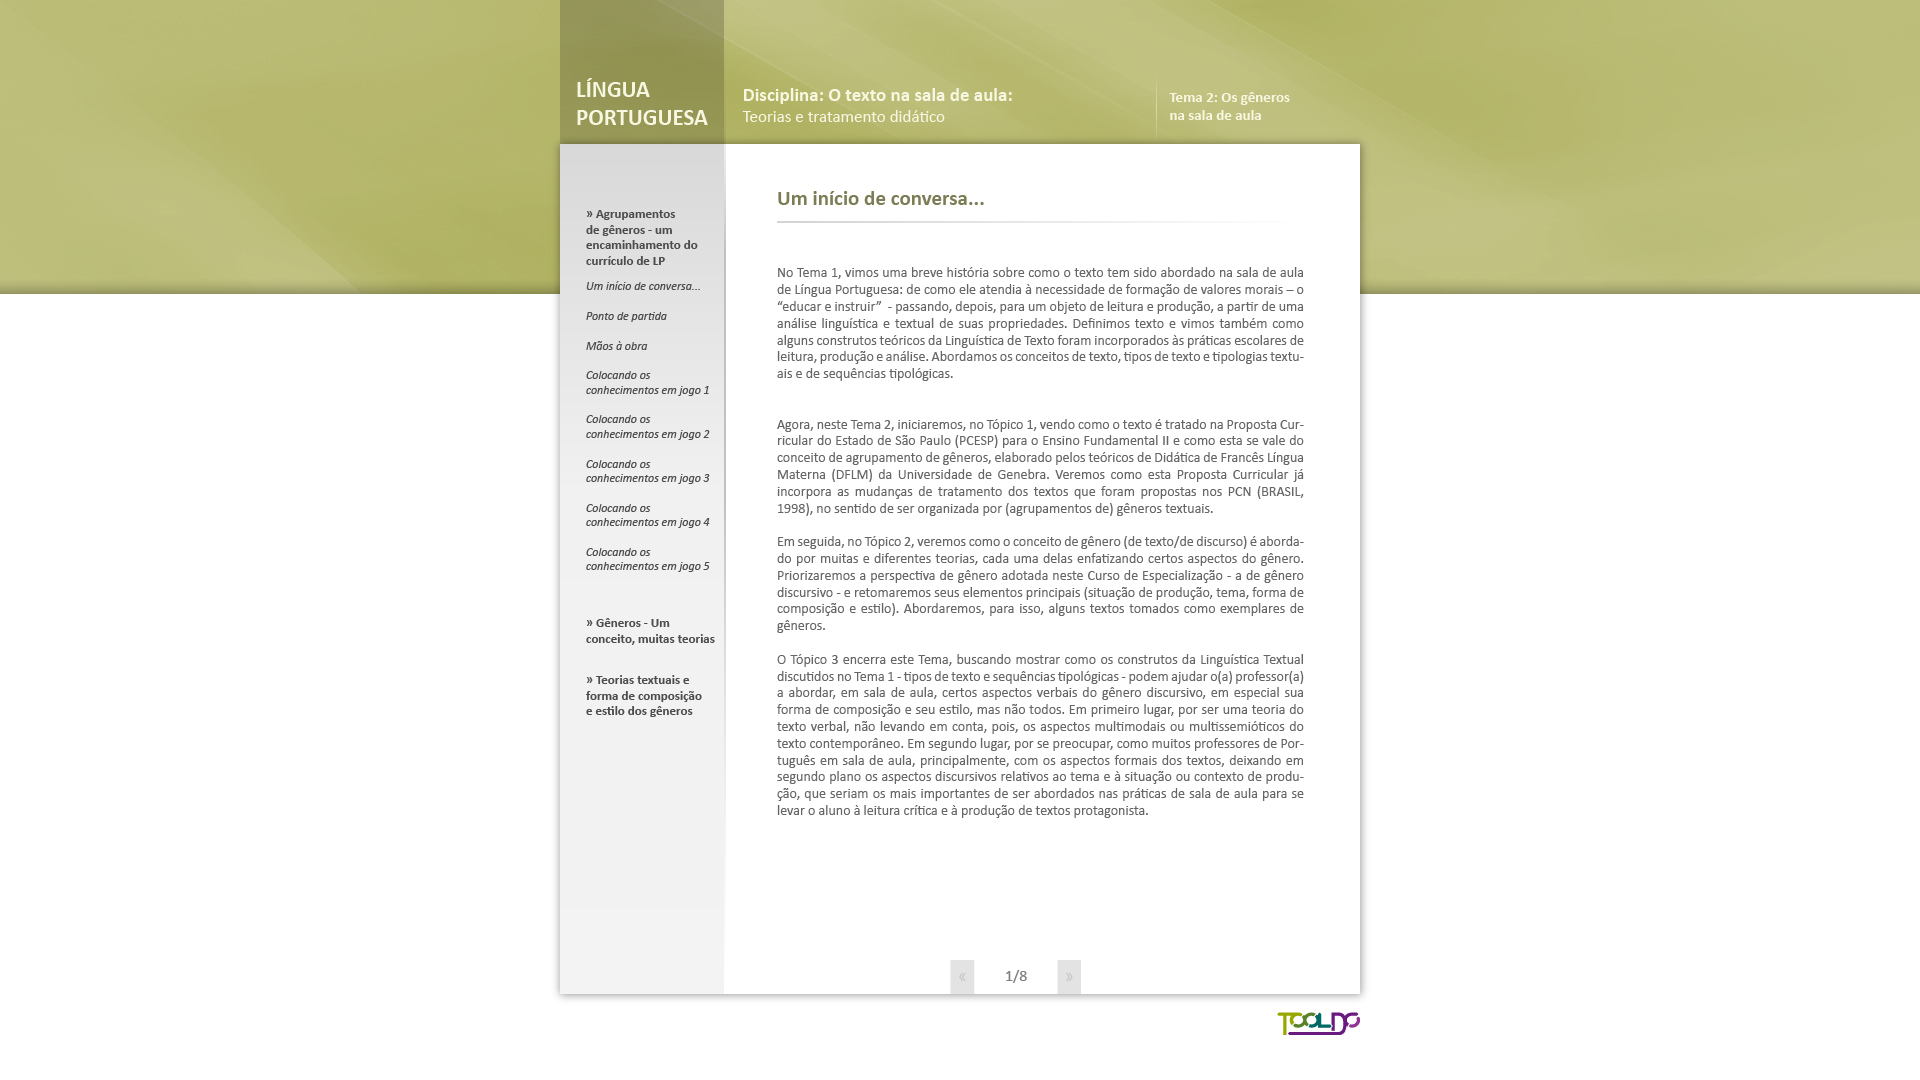 LÍNGUA
PORTUGUESA
Disciplina: O texto na sala de aula:
Teorias e tratamento didático
Tema 2: Os gêneros
na sala de aula
» Agrupamentos
de gêneros - um
encaminhamento do
currículo de LP
Um início de conversa...
Ponto de partida
Mãos à obra
Colocando os
conhecimentos em jogo 1
Colocando os
conhecimentos em jogo 2
Colocando os
conhecimentos em jogo 3
Colocando os
conhecimentos em jogo 4
Colocando os
conhecimentos em jogo 5
» Gêneros - Um
conceito, muitas teorias
» Teorias textuais e
forma de composição
e estilo dos gêneros
Um início de conversa...
No Tema 1, vimos uma breve história sobre como o texto tem sido abordado na sala de aula
de Língua Portuguesa: de como ele atendia à necessidade de formação de valores morais – o
“educar e instruir” - passando, depois, para um objeto de leitura e produção, a partir de uma
análise linguística e textual de suas propriedades. Definimos texto e vimos também como
alguns construtos teóricos da Linguística de Texto foram incorporados às práticas escolares de
leitura, produção e análise. Abordamos os conceitos de texto, tipos de texto e tipologias textu-
ais e de sequências tipológicas.
Agora, neste Tema 2, iniciaremos, no Tópico 1, vendo como o texto é tratado na Proposta Cur-
ricular do Estado de São Paulo (PCESP) para o Ensino Fundamental II e como esta se vale do
conceito de agrupamento de gêneros, elaborado pelos teóricos de Didática de Francês Língua
Materna (DFLM) da Universidade de Genebra. Veremos como esta Proposta Curricular já
incorpora as mudanças de tratamento dos textos que foram propostas nos PCN (BRASIL,
1998), no sentido de ser organizada por (agrupamentos de) gêneros textuais.
Em seguida, no Tópico 2, veremos como o conceito de gênero (de texto/de discurso) é aborda-
do por muitas e diferentes teorias, cada uma delas enfatizando certos aspectos do gênero.
Priorizaremos a perspectiva de gênero adotada neste Curso de Especialização - a de gênero
discursivo - e retomaremos seus elementos principais (situação de produção, tema, forma de
composição e estilo). Abordaremos, para isso, alguns textos tomados como exemplares de
gêneros.
O Tópico 3 encerra este Tema, buscando mostrar como os construtos da Linguística Textual
discutidos no Tema 1 - tipos de texto e sequências tipológicas - podem ajudar o(a) professor(a)
a abordar, em sala de aula, certos aspectos verbais do gênero discursivo, em especial sua
forma de composição e seu estilo, mas não todos. Em primeiro lugar, por ser uma teoria do
texto verbal, não levando em conta, pois, os aspectos multimodais ou multissemióticos do
texto contemporâneo. Em segundo lugar, por se preocupar, como muitos professores de Por-
tuguês em sala de aula, principalmente, com os aspectos formais dos textos, deixando em
segundo plano os aspectos discursivos relativos ao tema e à situação ou contexto de produ-
ção, que seriam os mais importantes de ser abordados nas práticas de sala de aula para se
levar o aluno à leitura crítica e à produção de textos protagonista.
« 1/8 »
TOOLDO